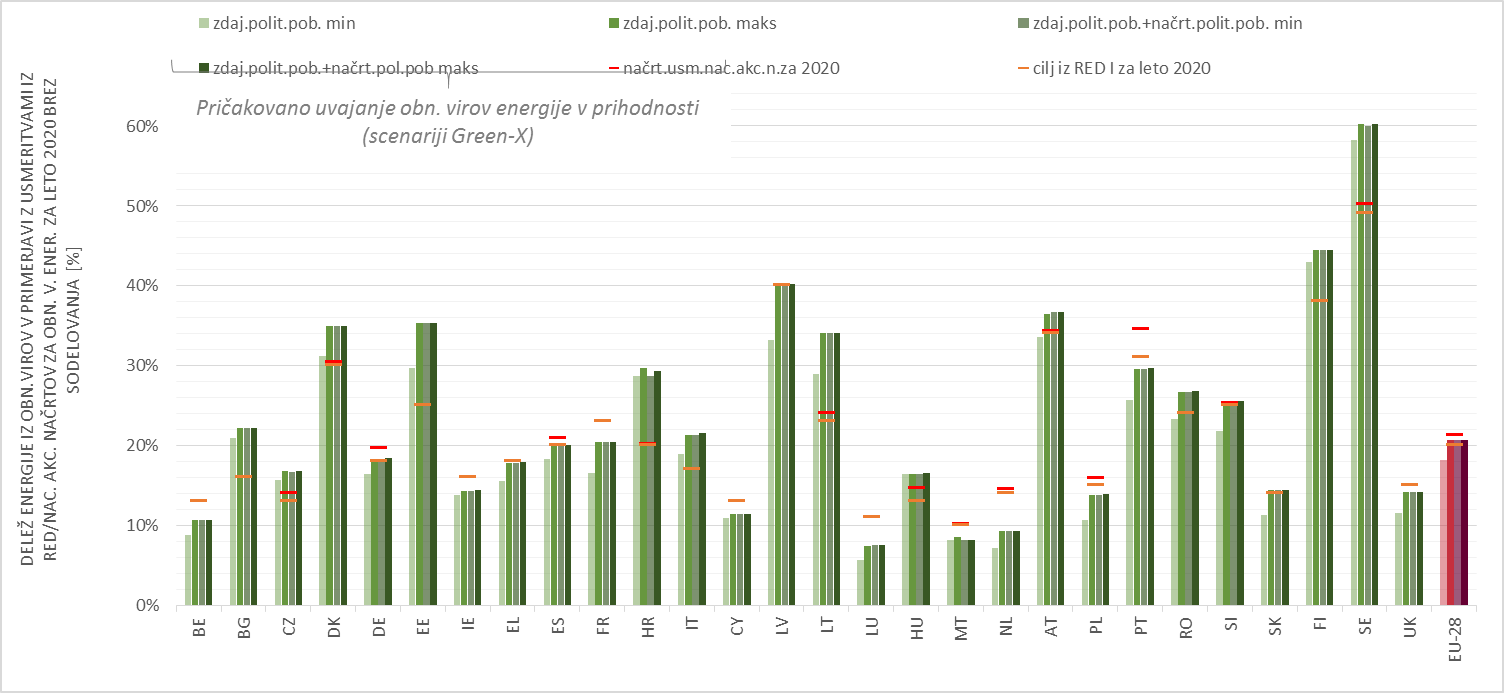 zdaj.polit.pob. min
zdaj.polit.pob. maks
zdaj.polit.pob.+načrt.polit.pob. min
zdaj.polit.pob.+načrt.pol.pob maks
načrt.usm.nac.akc.n.za 2020
cilj iz RED I za leto 2020
Pričakovano uvajanje obn. virov energije v prihodnosti
(scenariji Green-X)
DELEŽ ENERGIJE IZ OBN.VIROV V PRIMERJAVI Z USMERITVAMI IZ
RED/NAC. AKC. NAČRTOV ZA OBN. V. ENER. ZA LETO 2020 BREZ
SODELOVANJA [%]
60%
50%
40%
30%
20%
10%
0%
BE
BG
CZ
DK
DE
EE
IE
EL
ES
FR
HR
IT
CY
LV
LT
LU
HU
MT
NL
AT
PL
PT
RO
SI
SK
FI
SE
UK
EU-28